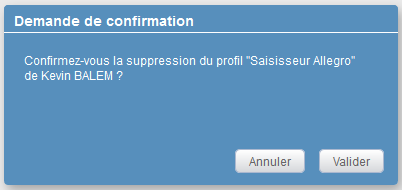 Demande de confirmation
Confirmez-vous la suppression du profil "Saisisseur Allegro"
de Kevin BALEM ?
Annuler
Valider